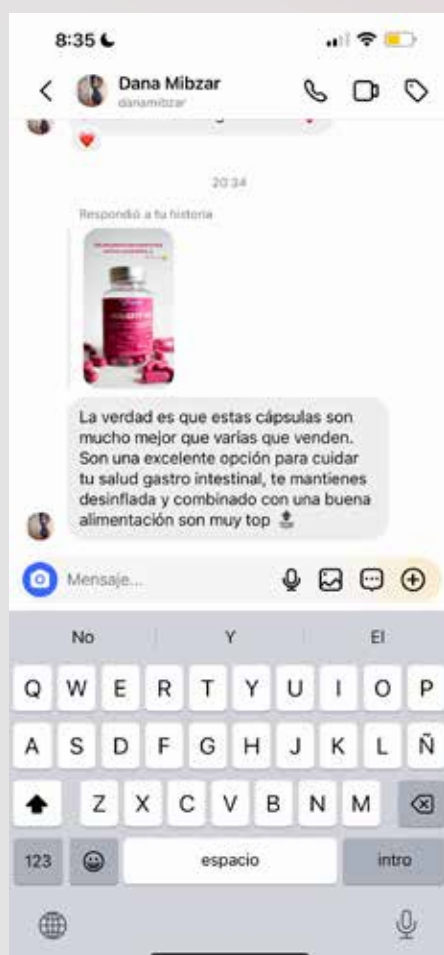 8:35
Dana Mibzar
danamibzar
20:34
Respondió a tu historia
La verdad es que estas cápsulas son
mucho mejor que varias que venden.
Son una excelente opción para cuidar
tu salud gastro intestinal, te mantienes
desinflada y combinado con una buena
alimentación son muy top 🔝
Mensaje...
No Y El
Q W E R T Y U I O P
A S D F G H J K L Ñ
Z X C V B N M
123 espacio intro